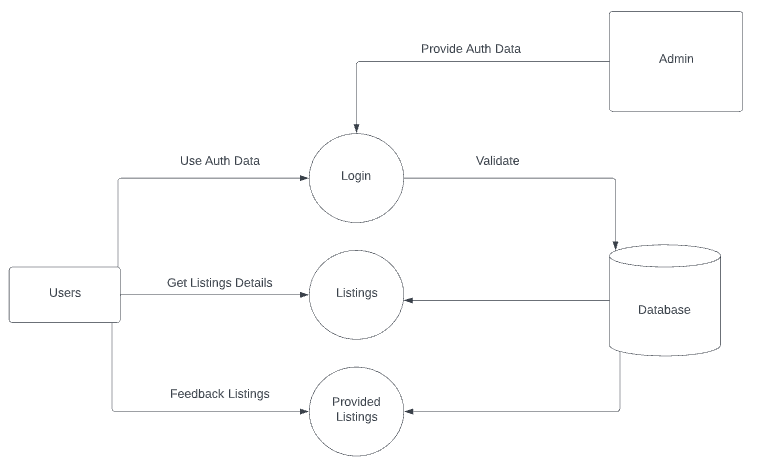 Provide Auth Data
Admin
Use Auth Data
Login
Validate
Users
Get Listings Details
Listings
Database
Feedback Listings
Provided
Listings